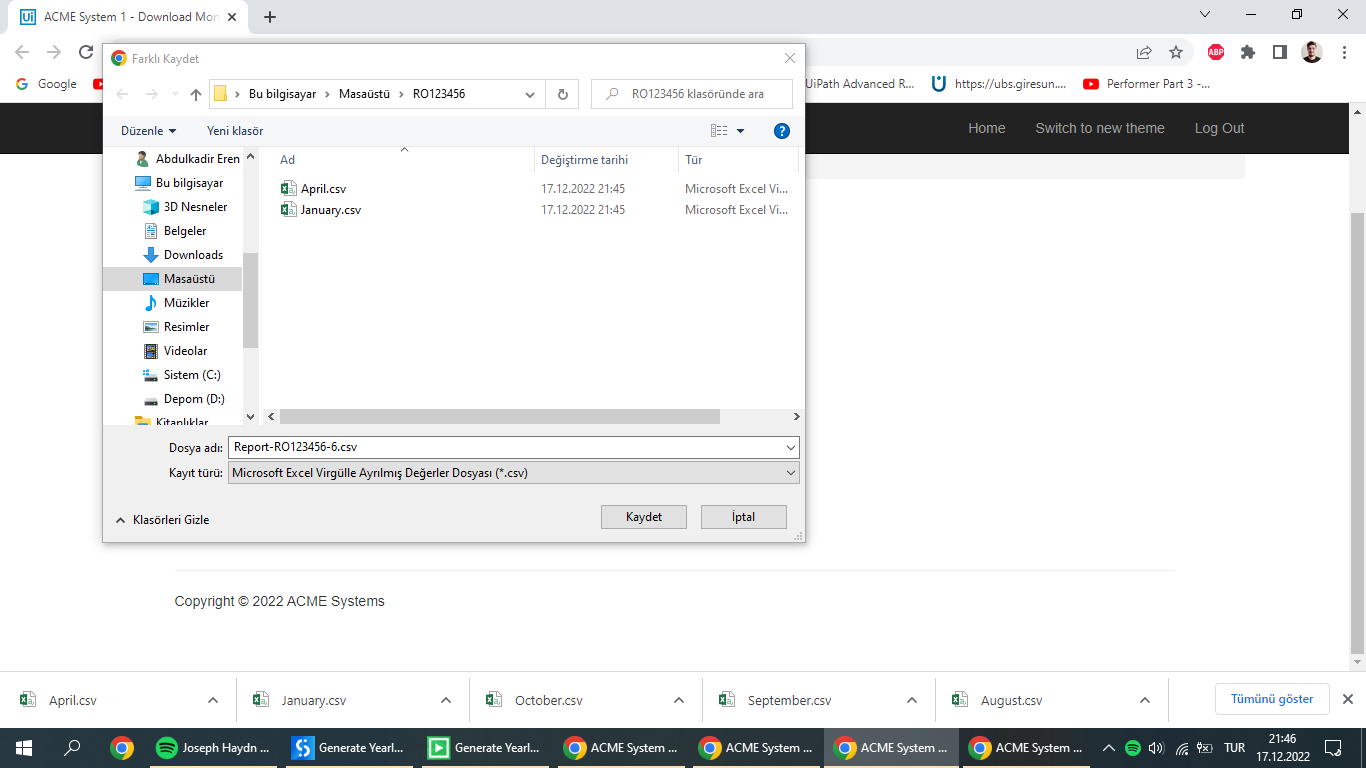 Ui ACME System 1 - Download Mon
ABP
Google
UiPath Advanced R...
https://ubs.giresun....
Performer Part 3 -...
Home
Switch to new theme
Log Out
Farklı Kaydet
Bu bilgisayar › Masaüstü › RO123456
RO123456 klasöründe ara
Düzenle
Yeni klasör
?
Abdulkadir Eren
Bu bilgisayar
3D Nesneler
Belgeler
Downloads
Masaüstü
Müzikler
Resimler
Videolar
Sistem (C:)
Depom (D:)
Kitaplıklar
Ad
Değiştirme tarihi
Tür
April.csv 17.12.2022 21:45 Microsoft Excel Vi...
January.csv 17.12.2022 21:45 Microsoft Excel Vi...
Dosya adı: Report-RO123456-6.csv
Kayıt türü: Microsoft Excel Virgülle Ayrılmış Değerler Dosyası (*.csv)
Klasörleri Gizle
Kaydet
İptal
Copyright © 2022 ACME Systems
April.csv
January.csv
October.csv
September.csv
August.csv
Tümünü göster
Joseph Haydn ...
Generate Yearl...
Generate Yearl...
ACME System ...
ACME System ...
ACME System ...
ACME System ...
TUR
21:46
17.12.2022